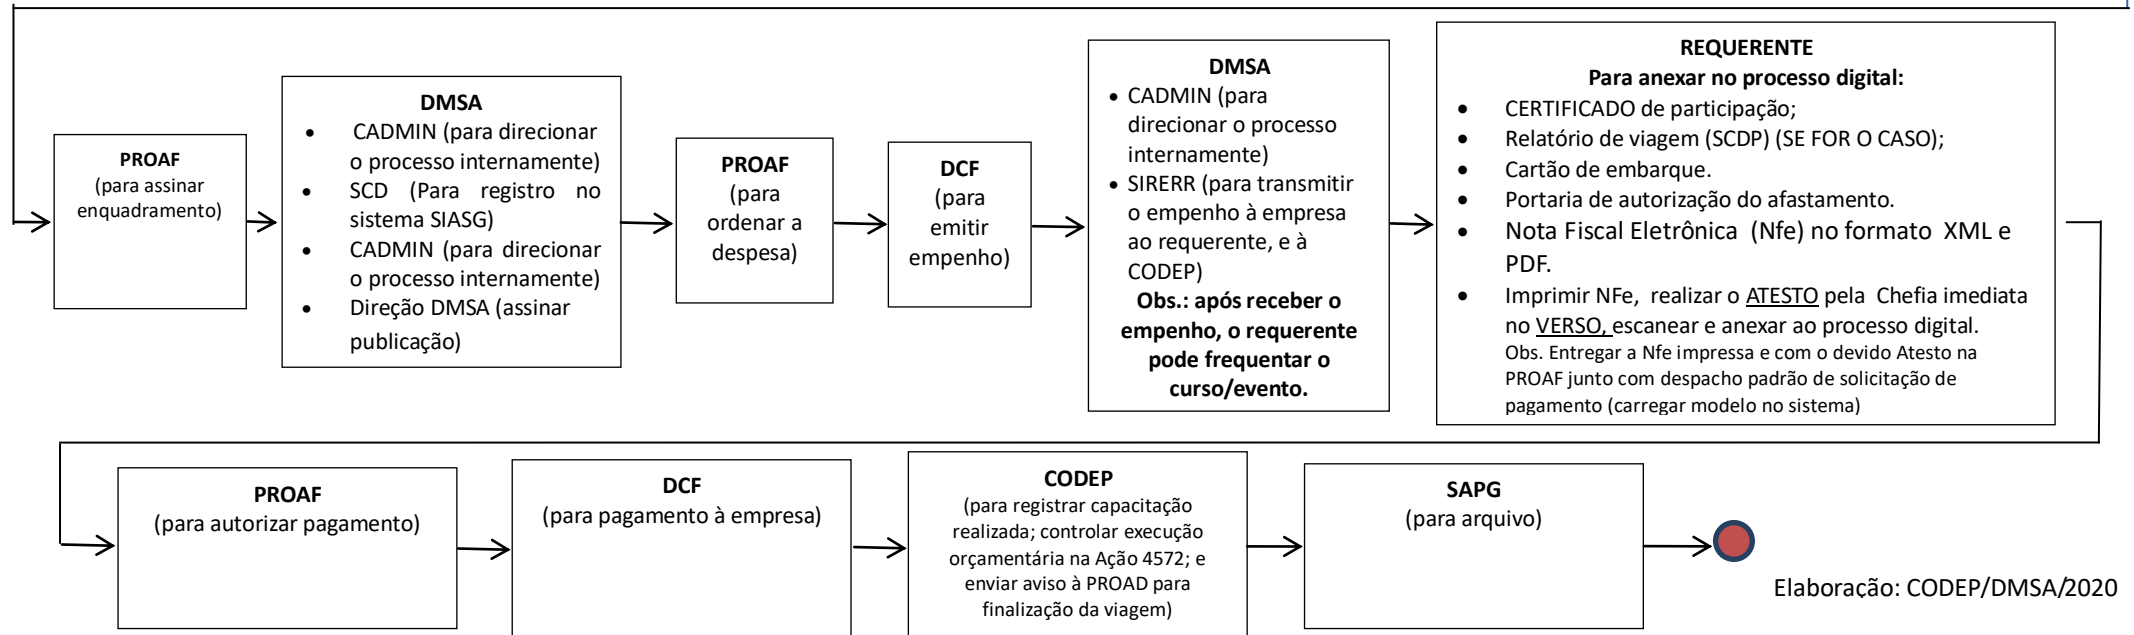 PROAF
(para assinar
enquadramento)
DMSA
• CADMIN (para direcionar
o processo internamente)
• SCD (Para registro no
sistema SIASG)
• CADMIN (para direcionar
o processo internamente)
• Direção DMSA (assinar
publicação)
PROAF
(para
ordenar a
despesa)
DCF
(para
emitir
empenho)
DMSA
• CADMIN (para
direcionar o processo
internamente)
• SIRERR (para transmitir
o empenho à empresa
ao requerente, e à
CODEP)
Obs.: após receber o
empenho, o requerente
pode frequentar o
curso/evento.
REQUERENTE
Para anexar no processo digital:
• CERTIFICADO de participação;
• Relatório de viagem (SCDP) (SE FOR O CASO);
• Cartão de embarque.
• Portaria de autorização do afastamento.
• Nota Fiscal Eletrônica (Nfe) no formato XML e
PDF.
• Imprimir NFe, realizar o ATESTO pela Chefia imediata
no VERSO, escanear e anexar ao processo digital.
Obs. Entregar a Nfe impressa e com o devido Atesto na
PROAF junto com despacho padrão de solicitação de
pagamento (carregar modelo no sistema)
PROAF
(para autorizar pagamento)
DCF
(para pagamento à empresa)
CODEP
(para registrar capacitação
realizada; controlar execução
orçamentária na Ação 4572; e
enviar aviso à PROAD para
finalização da viagem)
SAPG
(para arquivo)
Elaboração: CODEP/DMSA/2020